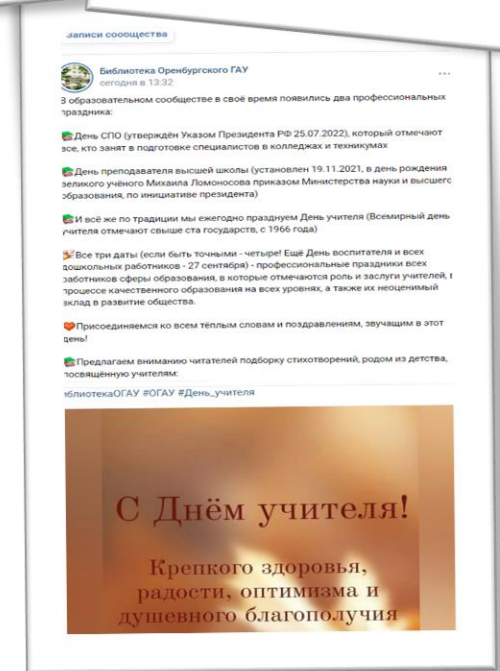 записи сообщества
Библиотека Оренбургского ГАУ
сегодня в 13:32
В образовательном сообществе в своё время появились два профессиональных
праздника:
День СПО (утверждён Указом Президента РФ 25.07.2022), который отмечают
все, кто занят в подготовке специалистов в колледжах и техникумах
День преподавателя высшей школы (установлен 19.11.2021, в день рождения
великого учёного Михаила Ломоносова приказом Министерства науки и высшего
образования, по инициативе президента)
И всё же по традиции мы ежегодно празднуем День учителя (Всемирный день
учителя отмечают свыше ста государств, с 1966 года)
Все три даты (если быть точными - четыре! Ещё День воспитателя и всех
дошкольных работников - 27 сентября) - профессиональные праздники всех
работников сферы образования, в которые отмечаются роль и заслуги учителей,
процессе качественного образования на всех уровнях, а также их неоценимый
вклад в развитие общества.
Присоединяемся ко всем тёплым словам и поздравлениям, звучащим в этот
день!
Предлагаем вниманию читателей подборку стихотворений, родом из детства,
посвящённую учителям:
иблиотекаОГАУ #ОГАУ #День_учителя
С Днём учителя!
Крепкого здоровья,
радости, оптимизма и
душевного благополучия